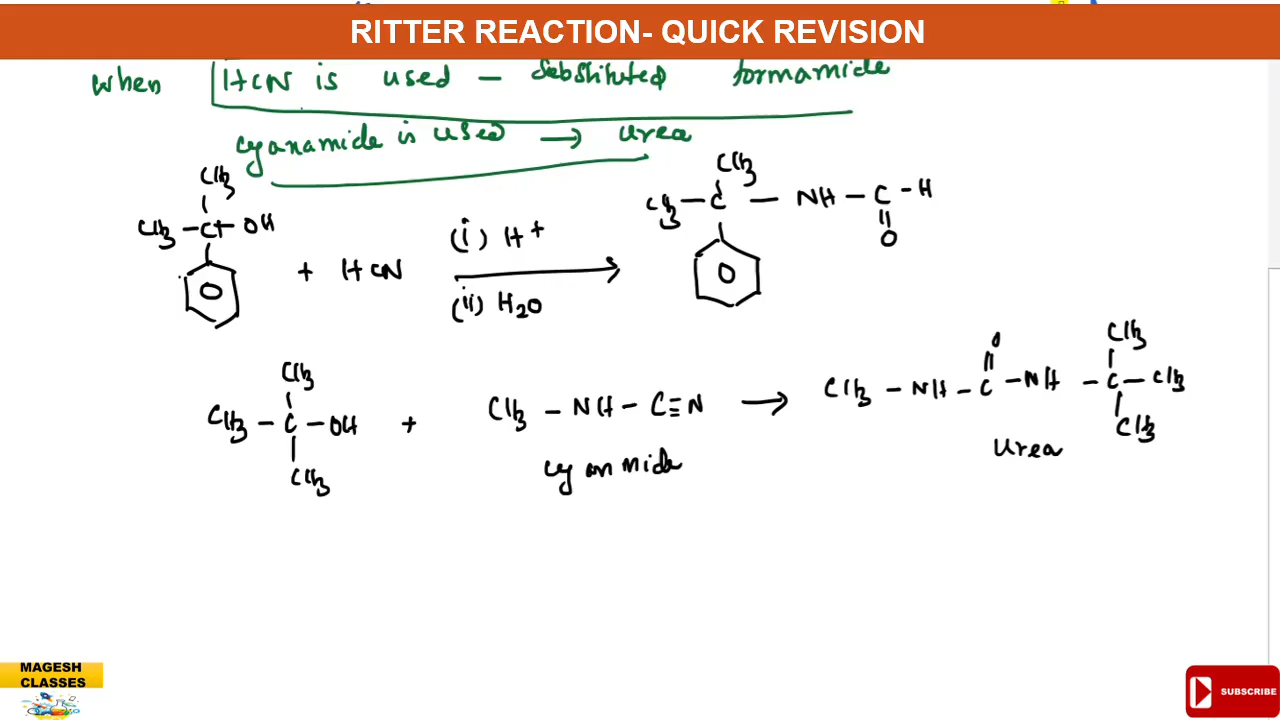 RITTER REACTION- QUICK REVISION
when HCN is used – Substituted formamide
cyanamide is used → urea
CH3
CH3 – C – OH
+ HCN
(i) H+
(ii) H2O
CH3
CH3 – C – NH – C – H
O
CH3
CH3 – C – OH + CH3 – NH – C≡N → CH3 – NH – C – NH – C – CH3
CH3
O
CH3
CH3
cyanmide
Urea
MAGESH
CLASSES
SUBSCRIBE